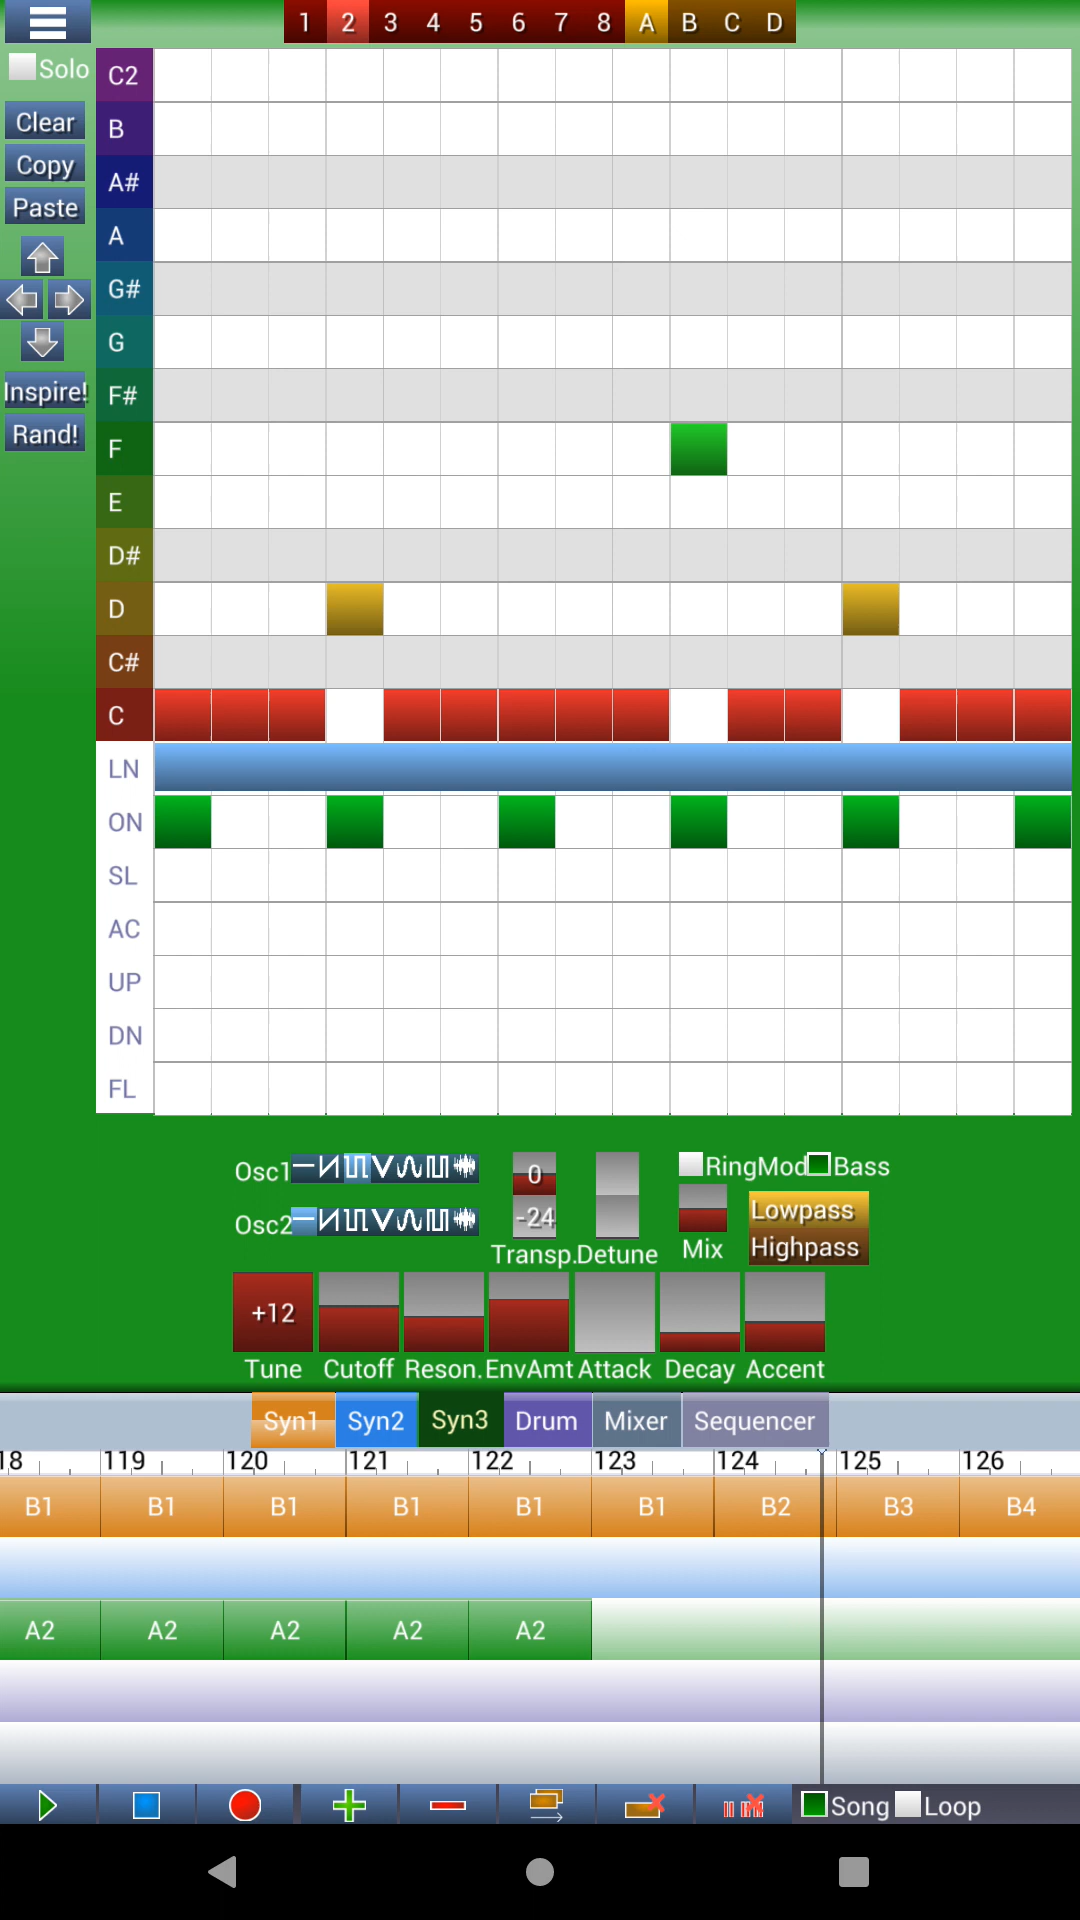 1 2 3 4 5 6 7 8 A B C D
Solo
Clear
Copy
Paste
Inspire!
Rand!
C2
B
A#
A
G#
G
F#
F
E
D#
D
C#
C
LN
ON
SL
AC
UP
DN
FL
Osc1
Osc2
0
-24
Transp. Detune
RingMod Bass
Mix
Lowpass
Highpass
+12
Tune Cutoff Reson. EnvAmt Attack Decay Accent
Syn1 Syn2 Syn3 Drum Mixer Sequencer
18 119 120 121 122 123 124 125 126
B1 B1 B1 B1 B1 B1 B2 B3 B4
A2 A2 A2 A2 A2
Song Loop